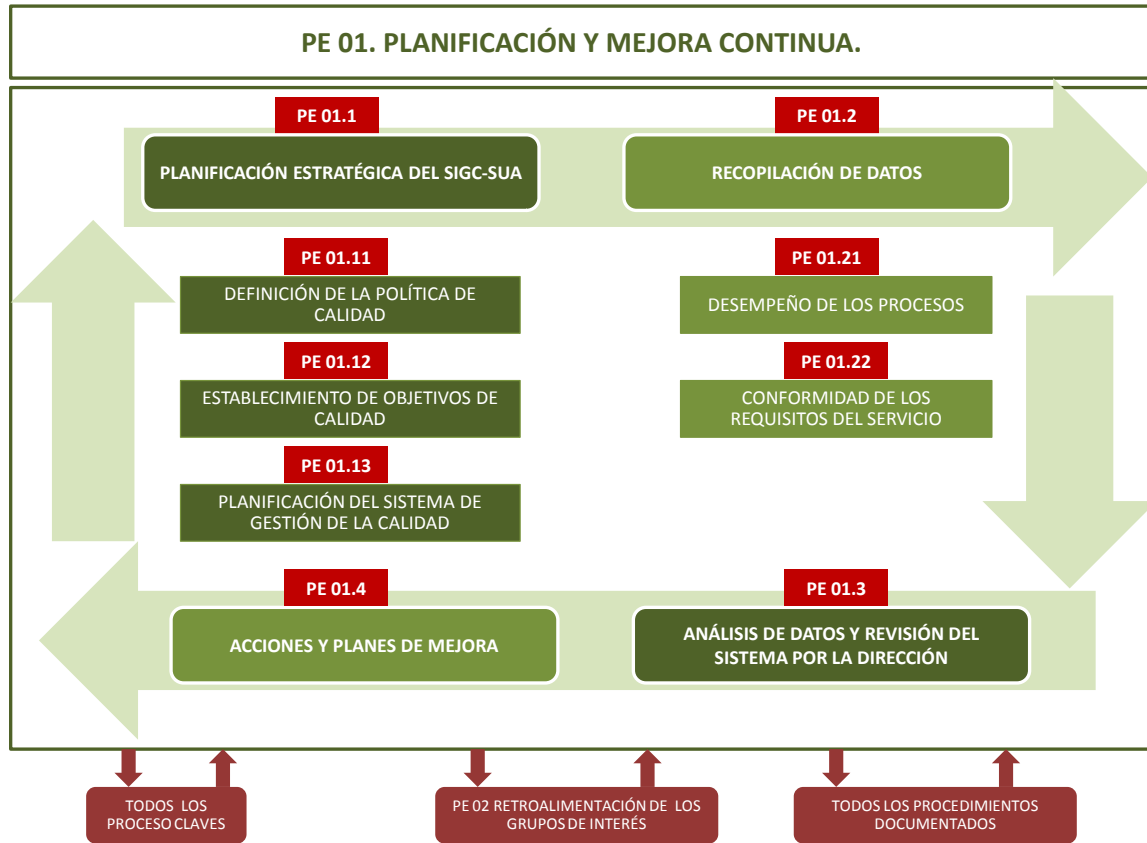 PE 01. PLANIFICACIÓN Y MEJORA CONTINUA.
PE 01.1
PLANIFICACIÓN ESTRATÉGICA DEL SIGC-SUA
PE 01.2
RECOPILACIÓN DE DATOS
PE 01.11
DEFINICIÓN DE LA POLÍTICA DE
CALIDAD
PE 01.12
ESTABLECIMIENTO DE OBJETIVOS DE
CALIDAD
PE 01.13
PLANIFICACIÓN DEL SISTEMA DE
GESTIÓN DE LA CALIDAD
PE 01.21
DESEMPEÑO DE LOS PROCESOS
PE 01.22
CONFORMIDAD DE LOS
REQUISITOS DEL SERVICIO
PE 01.4
ACCIONES Y PLANES DE MEJORA
PE 01.3
ANÁLISIS DE DATOS Y REVISIÓN DEL
SISTEMA POR LA DIRECCIÓN
TODOS LOS
PROCESO CLAVES
PE 02 RETROALIMENTACIÓN DE LOS
GRUPOS DE INTERÉS
TODOS LOS PROCEDIMIENTOS
DOCUMENTADOS